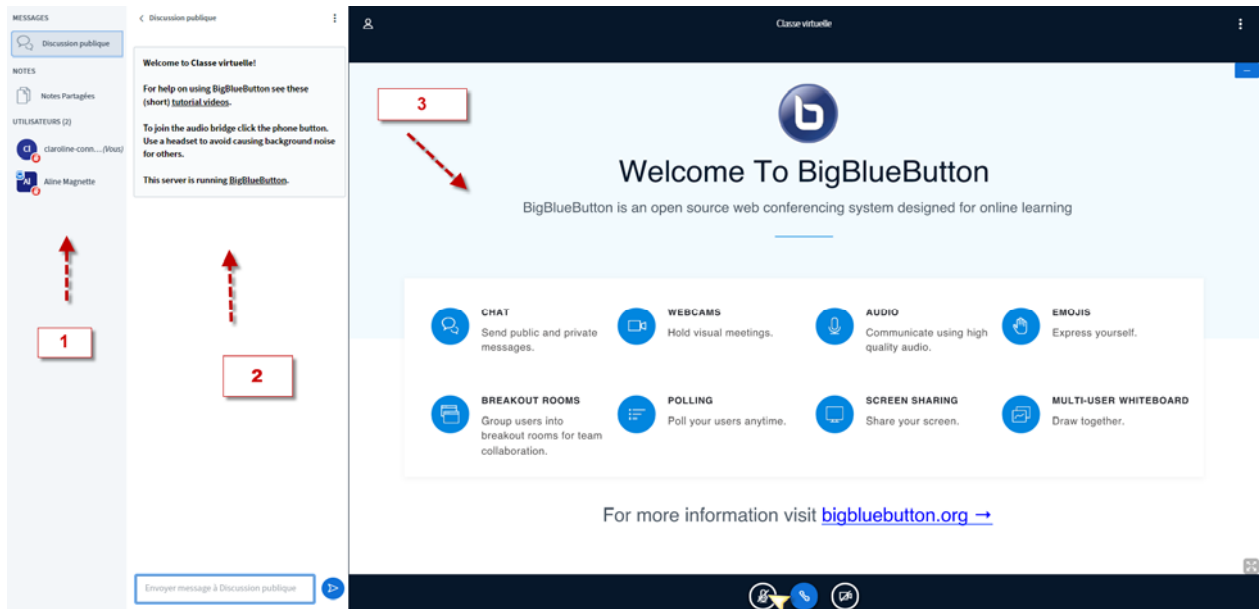 MESSAGES
Discussion publique
NOTES
Notes Partagées
UTILISATEURS (2)
Cl
claroline-conn....(Vous)
Al
Aline Magnette
1
Discussion publique
Welcome to Classe virtuelle!
For help on using BigBlueButton see these
(short) tutorial videos.
To join the audio bridge click the phone button.
Use a headset to avoid causing background noise
for others.
This server is running BigBlueButton.
2
Envoyer message à Discussion publique
Classe virtuelle
3
b
Welcome To BigBlueButton
BigBlueButton is an open source web conferencing system designed for online learning
CHAT
Send public and private
messages.
WEBCAMS
Hold visual meetings.
AUDIO
Communicate using high
quality audio.
EMOJIS
Express yourself.
BREAKOUT ROOMS
Group users into
breakout rooms for team
collaboration.
POLLING
Poll your users anytime.
SCREEN SHARING
Share your screen.
MULTI-USER WHITEBOARD
Draw together.
For more information visit bigbluebutton.org →